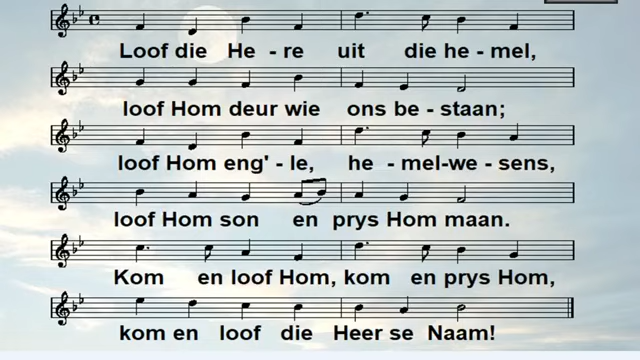 Loof die He - re uit die he - mel,
loof Hom deur wie ons be - staan;
loof Hom eng' - le, he - mel-we - sens,
loof Hom son en prys Hom maan.
Kom en loof Hom, kom en prys Hom,
kom en loof die Heer se Naam!